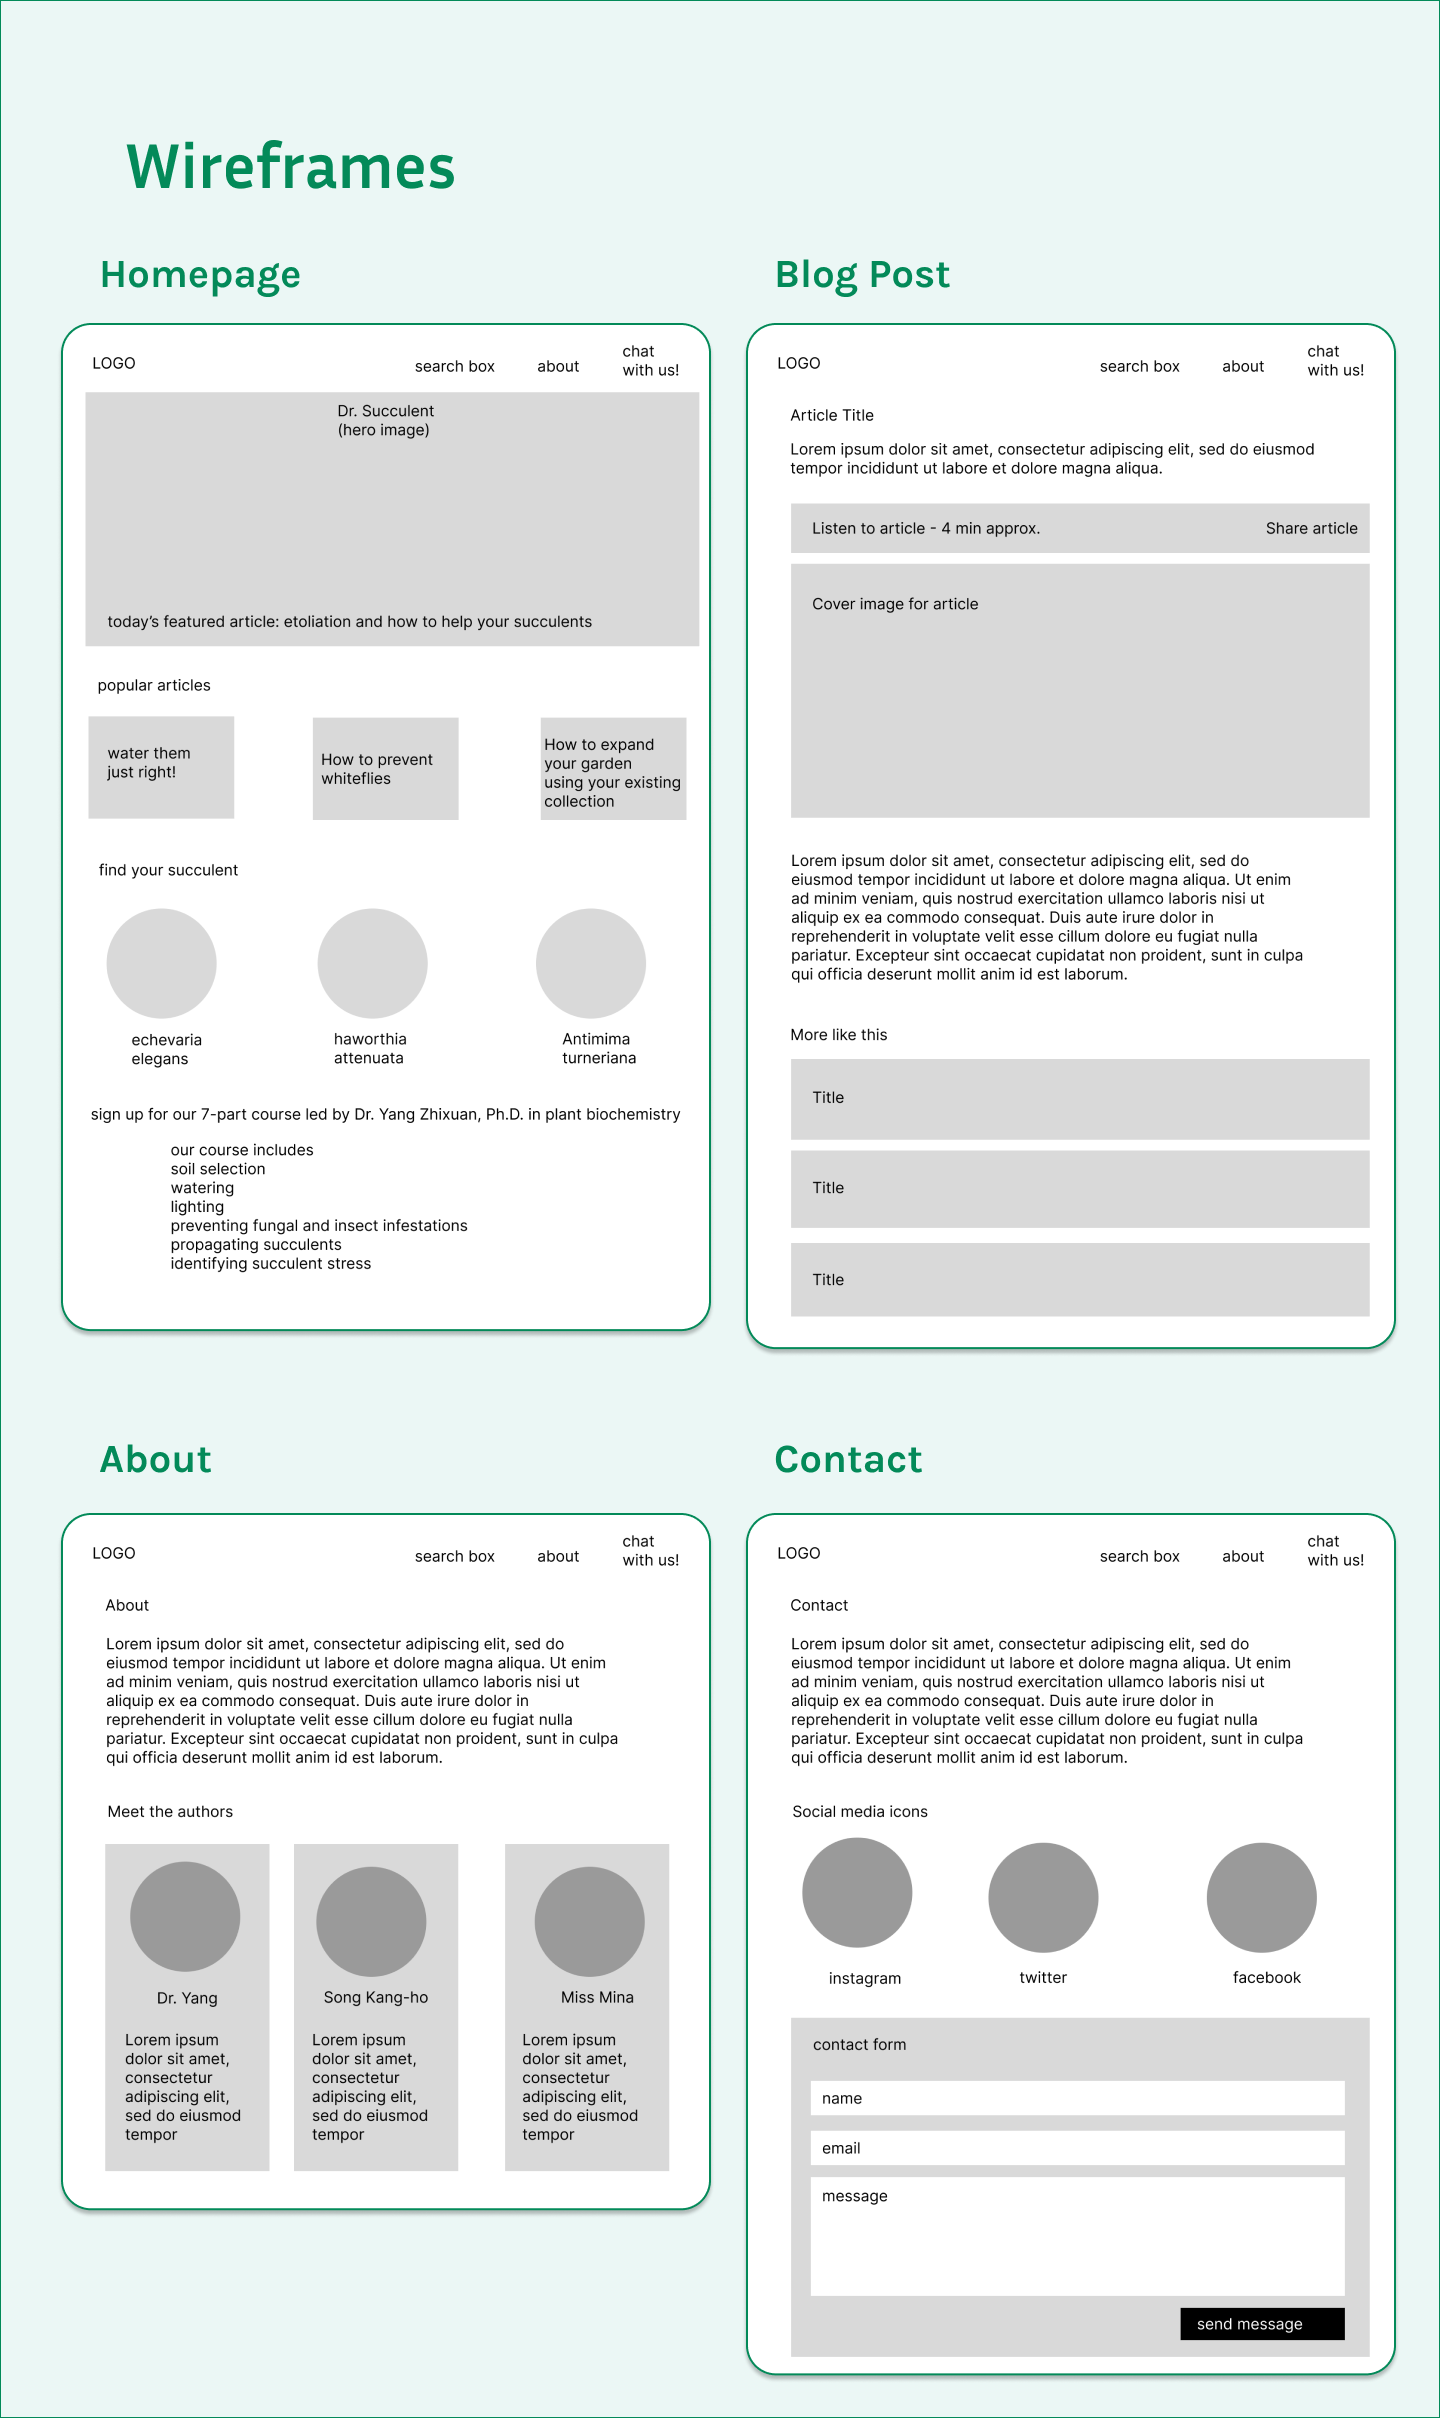 Wireframes
Homepage
LOGO
search box
about
chat
with us!
Dr. Succulent
(hero image)
today's featured article: etoliation and how to help your succulents
popular articles
water them
just right!
How to prevent
whiteflies
How to expand
your garden
using your existing
collection
find your succulent
echevaria
elegans
haworthia
attenuata
Antimima
turneriana
sign up for our 7-part course led by Dr. Yang Zhixuan, Ph.D. in plant biochemistry
our course includes
soil selection
watering
lighting
preventing fungal and insect infestations
propagating succulents
identifying succulent stress
Blog Post
LOGO
search box
about
chat
with us!
Article Title
Lorem ipsum dolor sit amet, consectetur adipiscing elit, sed do eiusmod
tempor incididunt ut labore et dolore magna aliqua.
Listen to article - 4 min approx.
Share article
Cover image for article
Lorem ipsum dolor sit amet, consectetur adipiscing elit, sed do
eiusmod tempor incididunt ut labore et dolore magna aliqua. Ut enim
ad minim veniam, quis nostrud exercitation ullamco laboris nisi ut
aliquip ex ea commodo consequat. Duis aute irure dolor in
reprehenderit in voluptate velit esse cillum dolore eu fugiat nulla
pariatur. Excepteur sint occaecat cupidatat non proident, sunt in culpa
qui officia deserunt mollit anim id est laborum.
More like this
Title
Title
Title
About
LOGO
search box
about
chat
with us!
About
Lorem ipsum dolor sit amet, consectetur adipiscing elit, sed do
eiusmod tempor incididunt ut labore et dolore magna aliqua. Ut enim
ad minim veniam, quis nostrud exercitation ullamco laboris nisi ut
aliquip ex ea commodo consequat. Duis aute irure dolor in
reprehenderit in voluptate velit esse cillum dolore eu fugiat nulla
pariatur. Excepteur sint occaecat cupidatat non proident, sunt in culpa
qui officia deserunt mollit anim id est laborum.
Meet the authors
Dr. Yang
Lorem ipsum
dolor sit amet,
consectetur
adipiscing elit,
sed do eiusmod
tempor
Song Kang-ho
Lorem ipsum
dolor sit amet,
consectetur
adipiscing elit,
sed do eiusmod
tempor
Miss Mina
Lorem ipsum
dolor sit amet,
consectetur
adipiscing elit,
sed do eiusmod
tempor
Contact
LOGO
search box
about
chat
with us!
Contact
Lorem ipsum dolor sit amet, consectetur adipiscing elit, sed do
eiusmod tempor incididunt ut labore et dolore magna aliqua. Ut enim
ad minim veniam, quis nostrud exercitation ullamco laboris nisi ut
aliquip ex ea commodo consequat. Duis aute irure dolor in
reprehenderit in voluptate velit esse cillum dolore eu fugiat nulla
pariatur. Excepteur sint occaecat cupidatat non proident, sunt in culpa
qui officia deserunt mollit anim id est laborum.
Social media icons
instagram
twitter
facebook
contact form
name
email
message
send message